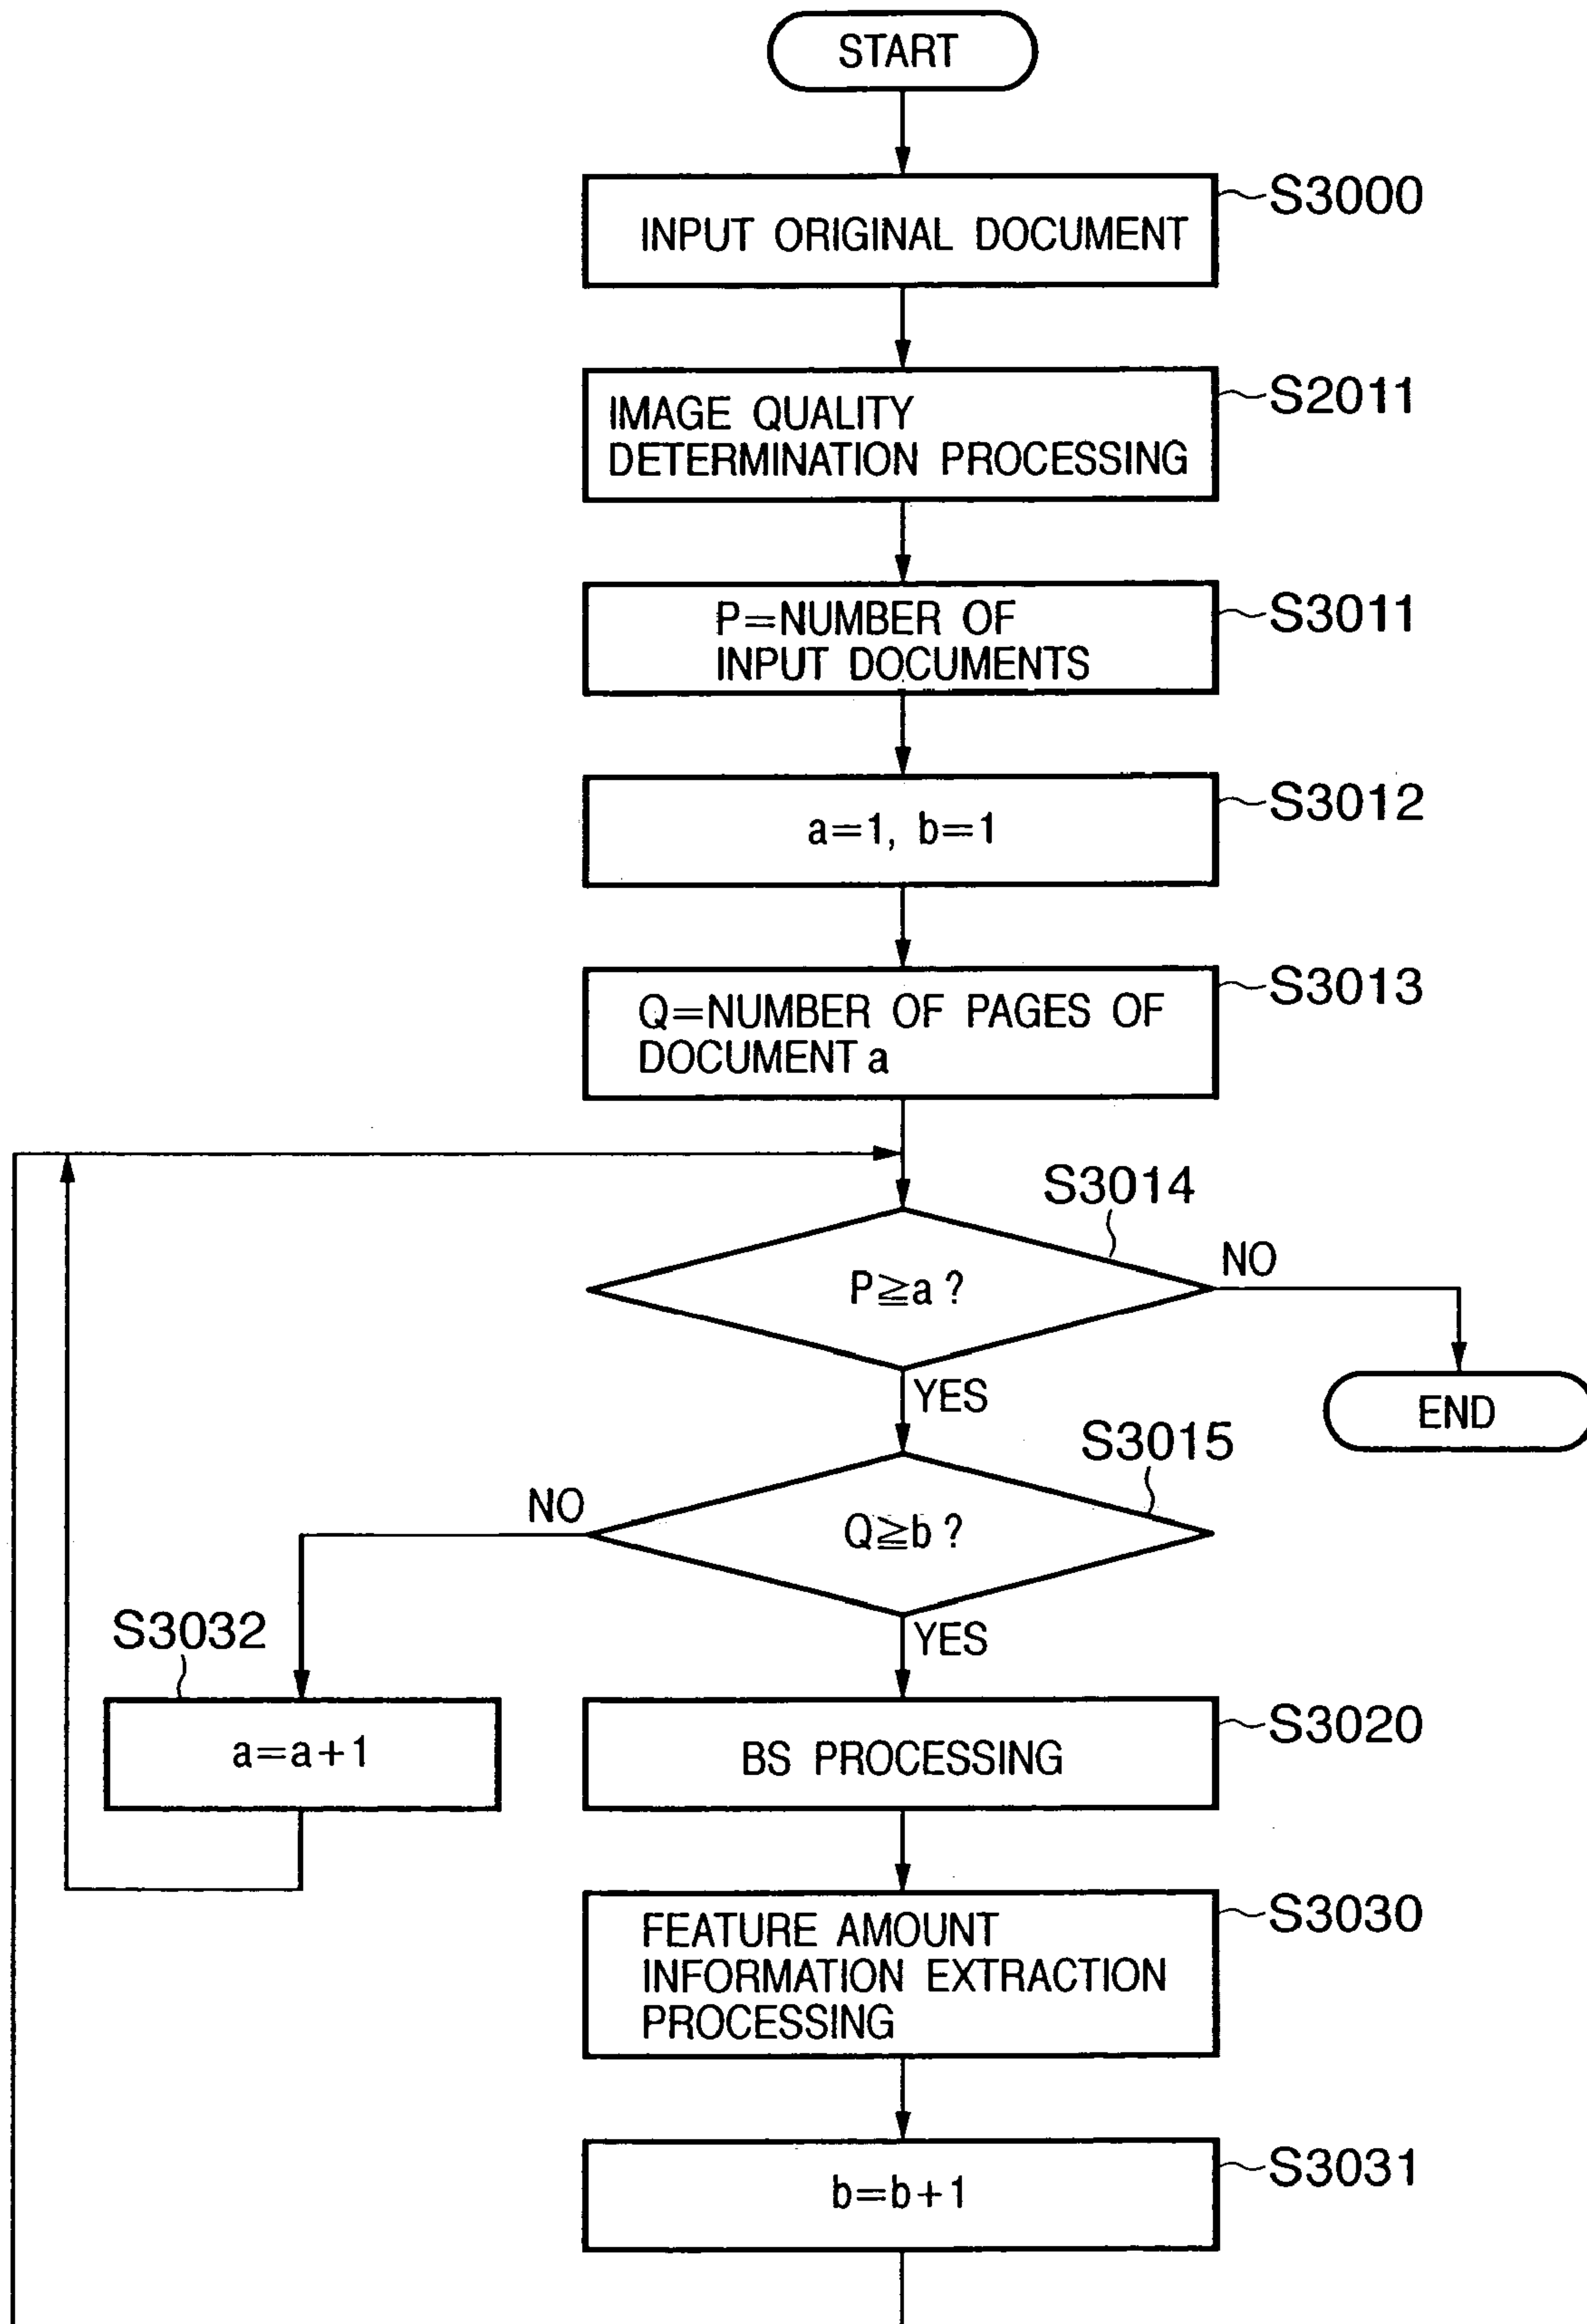 START
S3000
INPUT ORIGINAL DOCUMENT
S2011
IMAGE QUALITY
DETERMINATION PROCESSING
S3011
P=NUMBER OF
INPUT DOCUMENTS
S3012
a=1, b=1
S3013
Q=NUMBER OF PAGES OF
DOCUMENT a
S3014
NO
P≧a ?
YES
END
S3015
NO
Q≧b ?
YES
S3032
a=a+1
S3020
BS PROCESSING
S3030
FEATURE AMOUNT
INFORMATION EXTRACTION
PROCESSING
S3031
b=b+1